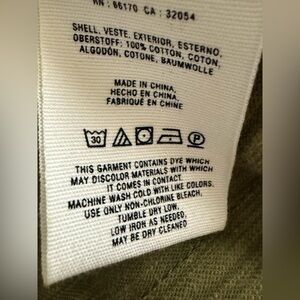 RN: 66170 CA: 32054
SHELL, VESTE, EXTERIOR, ESTERNO,
OBERSTOFF: 100% COTTON, COTON,
ALGODÓN, COTONE, BAUMWOLLE
MADE IN CHINA,
HECHO EN CHINA,
FABRIQUÉ EN CHINE
30 P
THIS GARMENT CONTAINS DYE WHICH
MAY DISCOLOR MATERIALS WITH WHICH
IT COMES IN CONTACT.
MACHINE WASH COLD WITH LIKE COLORS.
USE ONLY NON-CHLORINE BLEACH.
TUMBLE DRY LOW.
LOW IRON AS NEEDED.
MAY BE DRY CLEANED